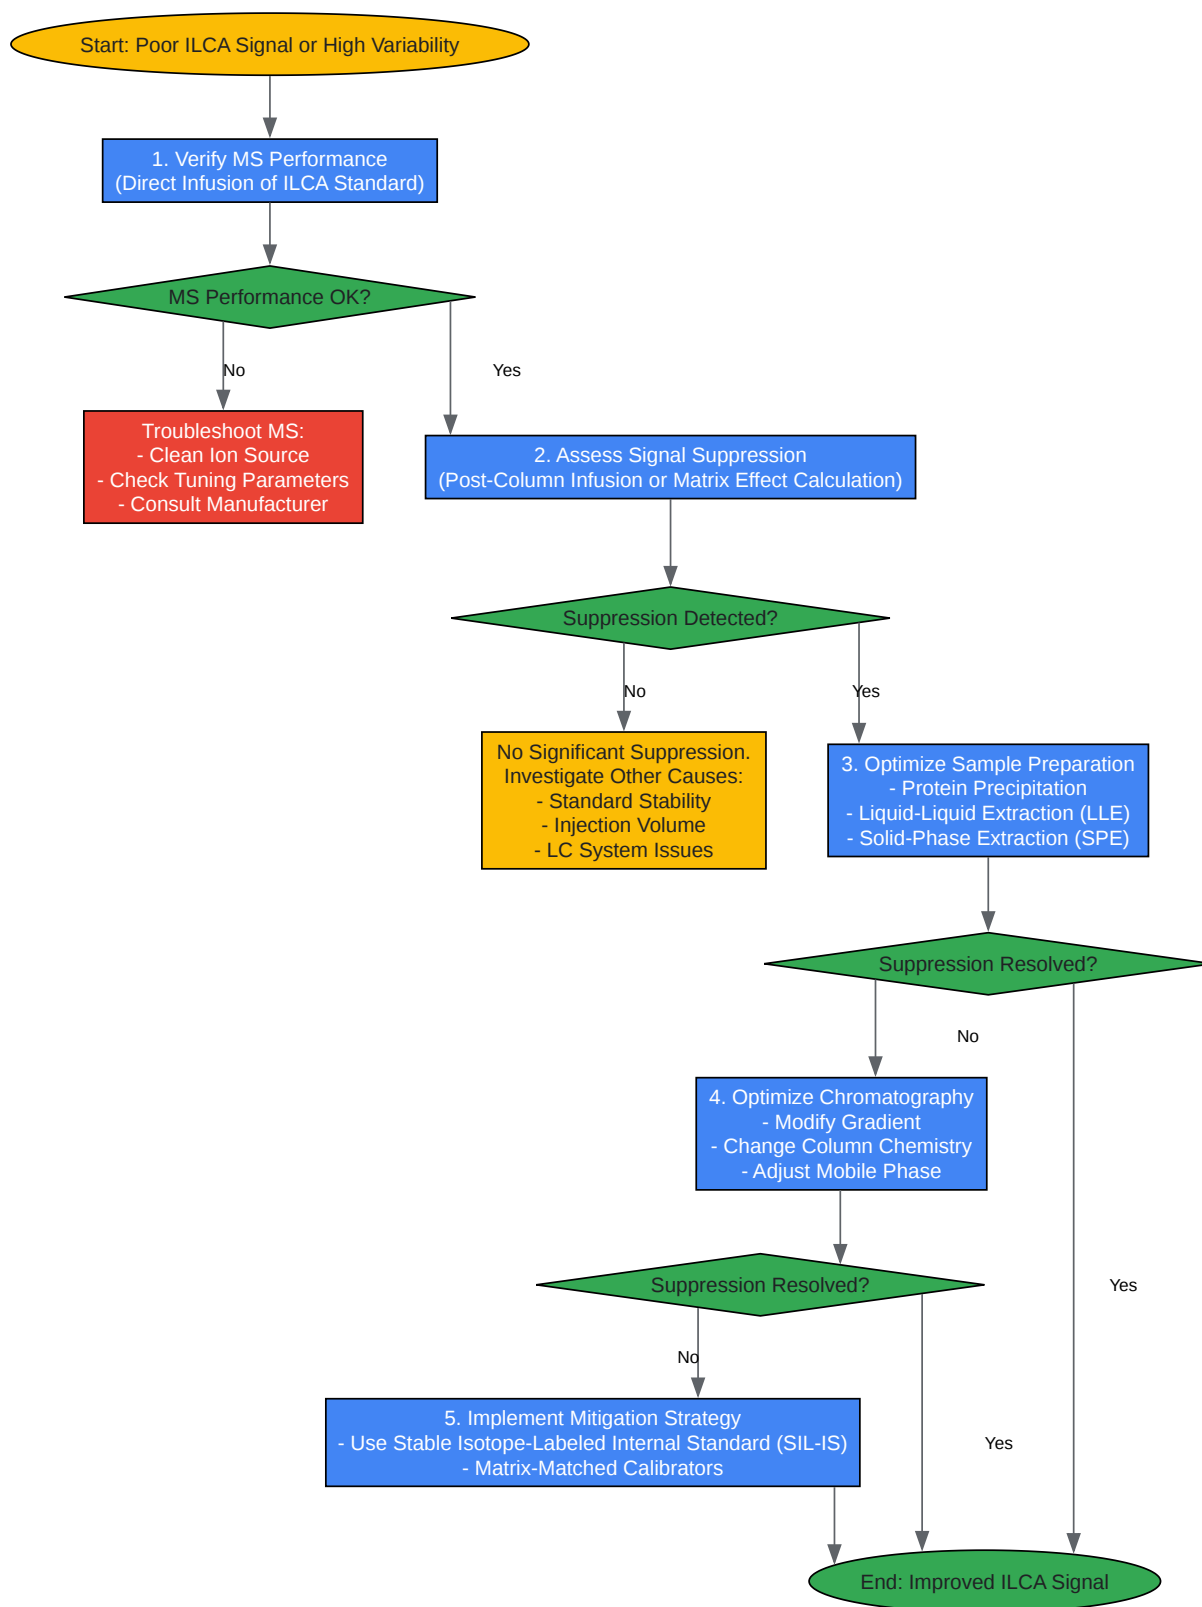 Start: Poor ILCA Signal or High Variability
1. Verify MS Performance
(Direct Infusion of ILCA Standard)
MS Performance OK?
No
Yes
Troubleshoot MS:
- Clean Ion Source
- Check Tuning Parameters
- Consult Manufacturer
2. Assess Signal Suppression
(Post-Column Infusion or Matrix Effect Calculation)
Suppression Detected?
No
Yes
No Significant Suppression.
Investigate Other Causes:
- Standard Stability
- Injection Volume
- LC System Issues
3. Optimize Sample Preparation
- Protein Precipitation
- Liquid-Liquid Extraction (LLE)
- Solid-Phase Extraction (SPE)
Suppression Resolved?
No
4. Optimize Chromatography
- Modify Gradient
- Change Column Chemistry
- Adjust Mobile Phase
Suppression Resolved?
Yes
No
5. Implement Mitigation Strategy
- Use Stable Isotope-Labeled Internal Standard (SIL-IS)
- Matrix-Matched Calibrators
Yes
End: Improved ILCA Signal